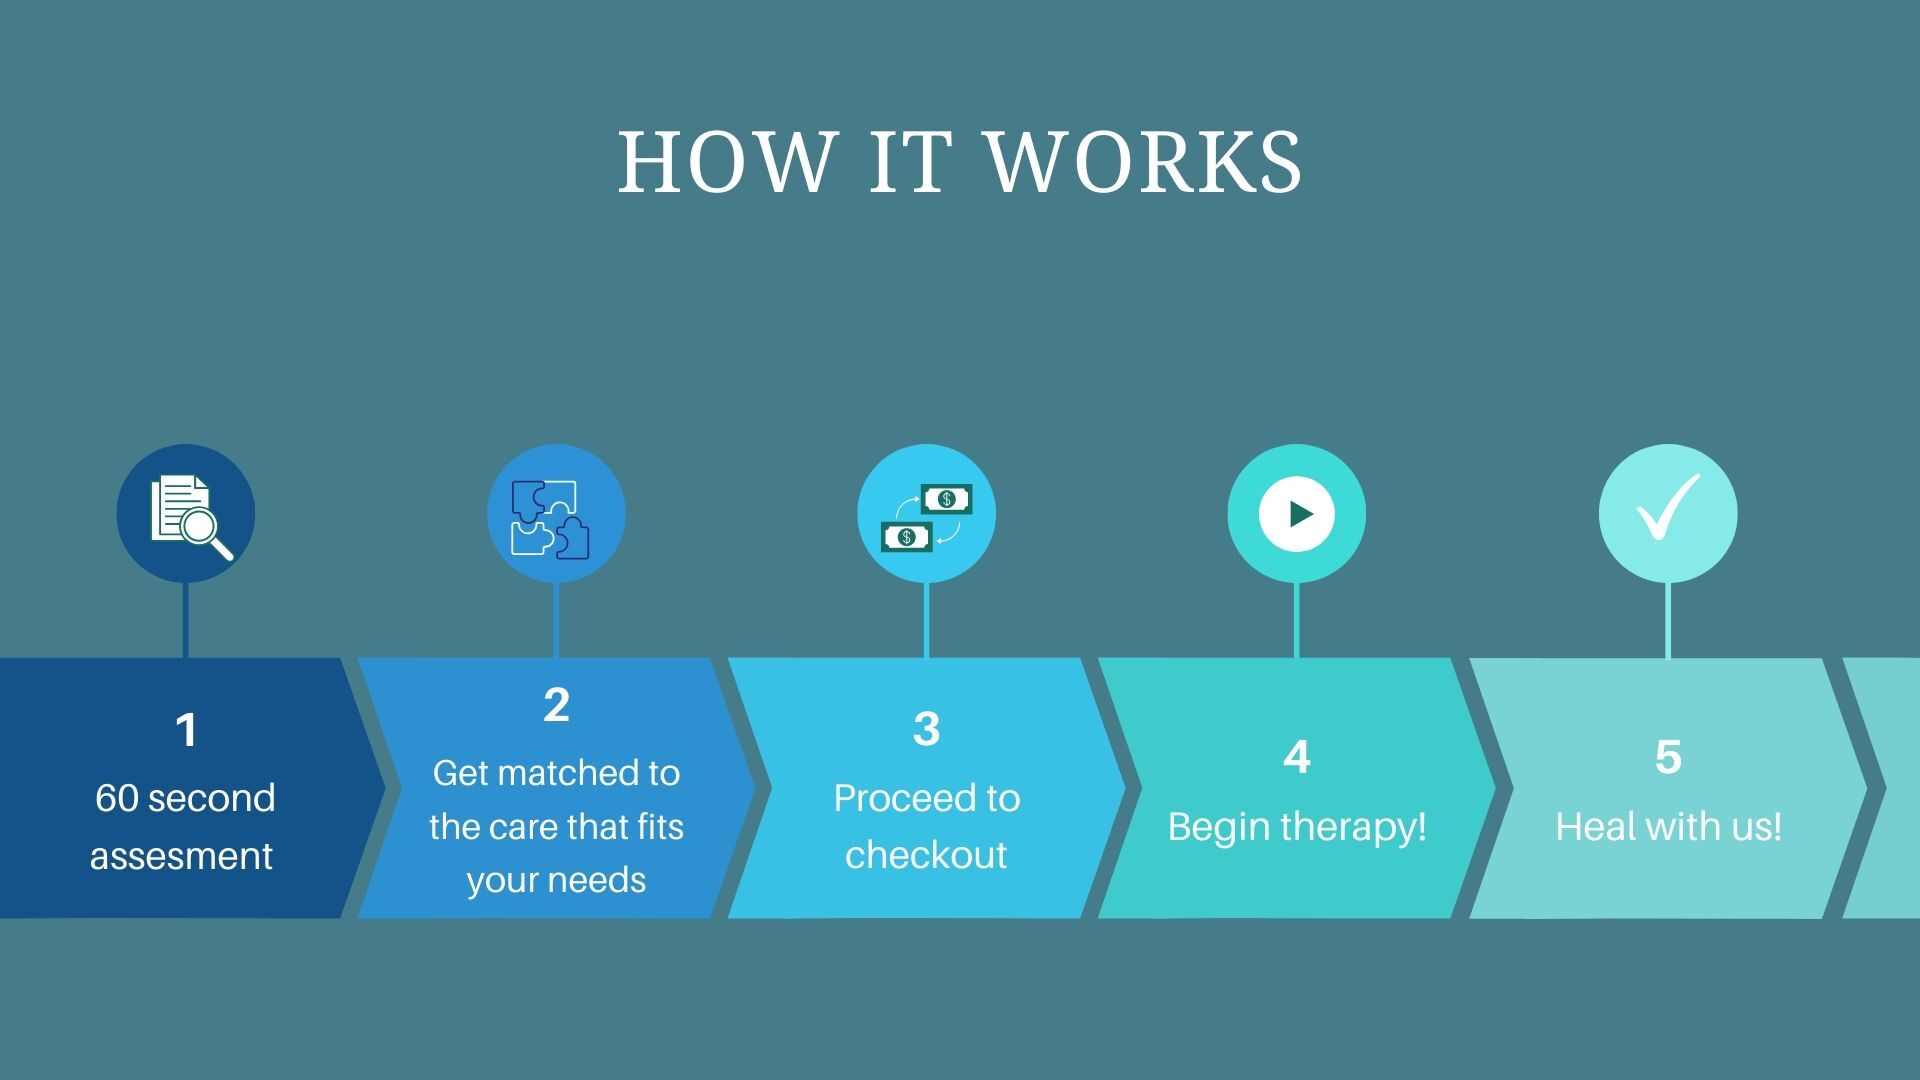 HOW IT WORKS
1
60 second
assesment
2
Get matched to
the care that fits
your needs
3
Proceed to
checkout
4
Begin therapy!
5
Heal with us!